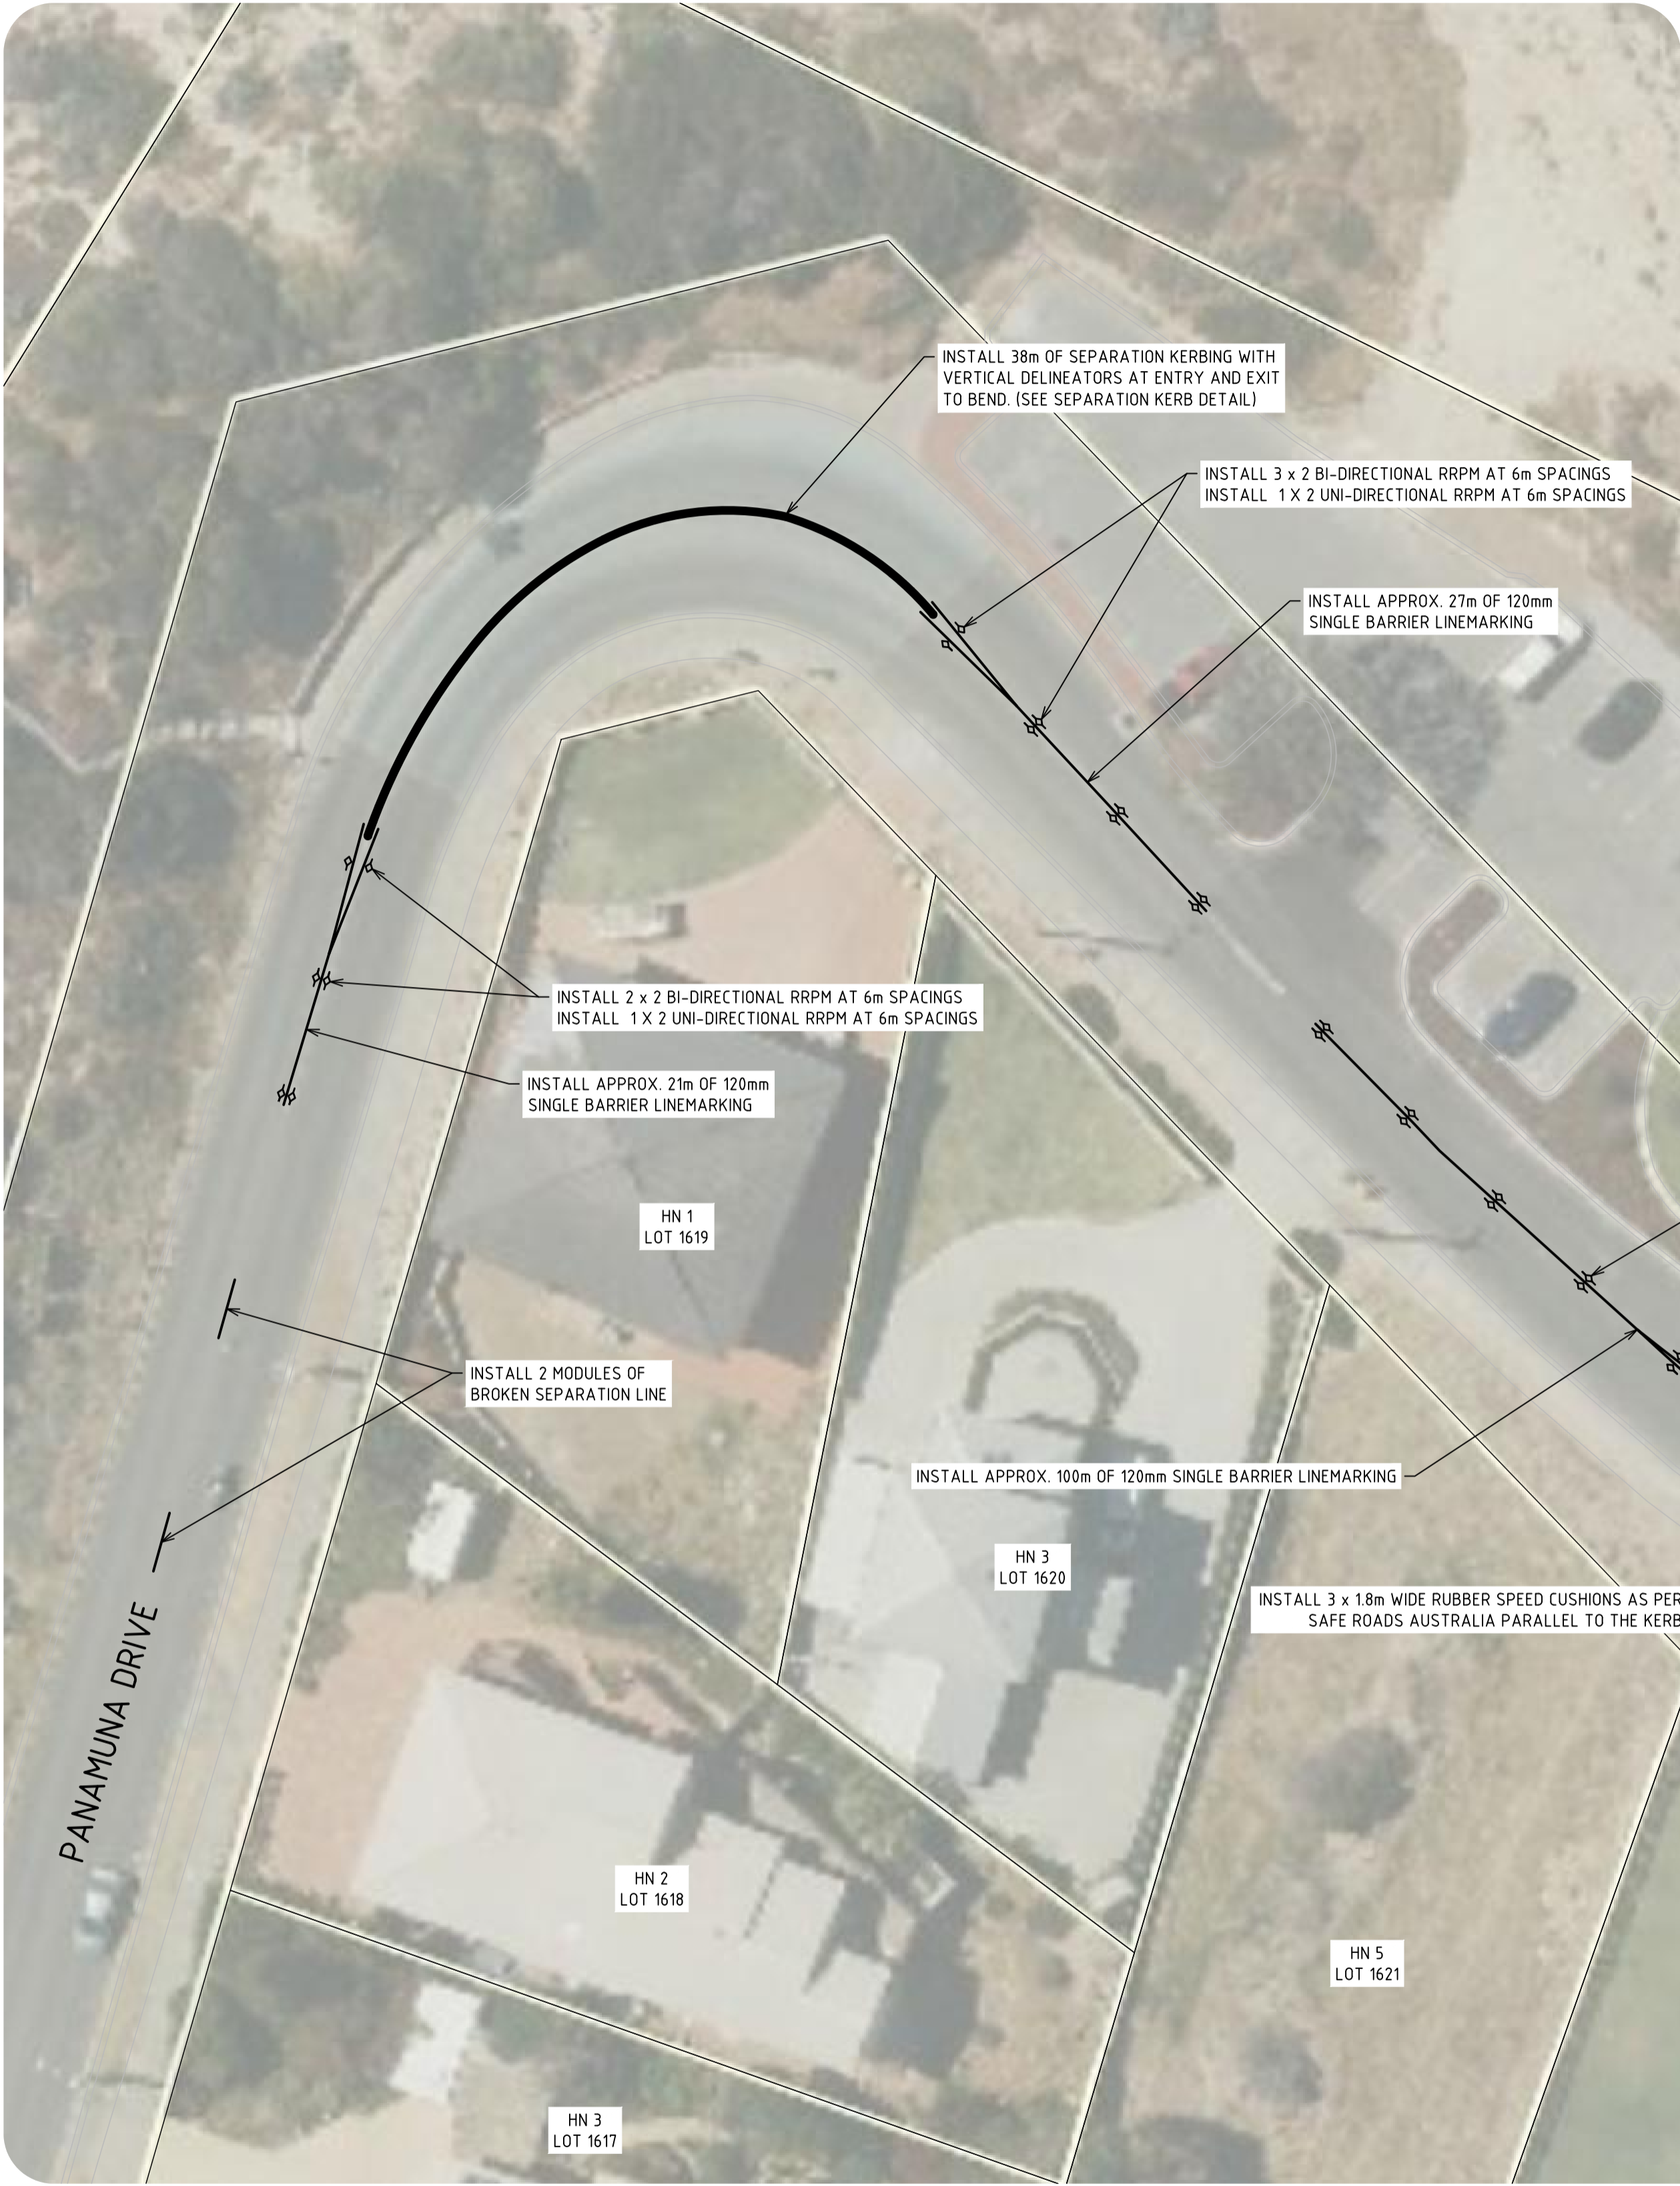 INSTALL 38m OF SEPARATION KERBING WITH
VERTICAL DELINEATORS AT ENTRY AND EXIT
TO BEND. (SEE SEPARATION KERB DETAIL)
INSTALL 3 x 2 BI-DIRECTIONAL RRPM AT 6m SPACINGS
INSTALL 1 X 2 UNI-DIRECTIONAL RRPM AT 6m SPACINGS
INSTALL APPROX. 27m OF 120mm
SINGLE BARRIER LINEMARKING
INSTALL 2 x 2 BI-DIRECTIONAL RRPM AT 6m SPACINGS
INSTALL 1 X 2 UNI-DIRECTIONAL RRPM AT 6m SPACINGS
INSTALL APPROX. 21m OF 120mm
SINGLE BARRIER LINEMARKING
HN 1
LOT 1619
INSTALL 2 MODULES OF
BROKEN SEPARATION LINE
INSTALL APPROX. 100m OF 120mm SINGLE BARRIER LINEMARKING
HN 3
LOT 1620
INSTALL 3 x 1.8m WIDE RUBBER SPEED CUSHIONS AS PER
SAFE ROADS AUSTRALIA PARALLEL TO THE KERB
PANAMUNA DRIVE
HN 2
LOT 1618
HN 5
LOT 1621
HN 3
LOT 1617